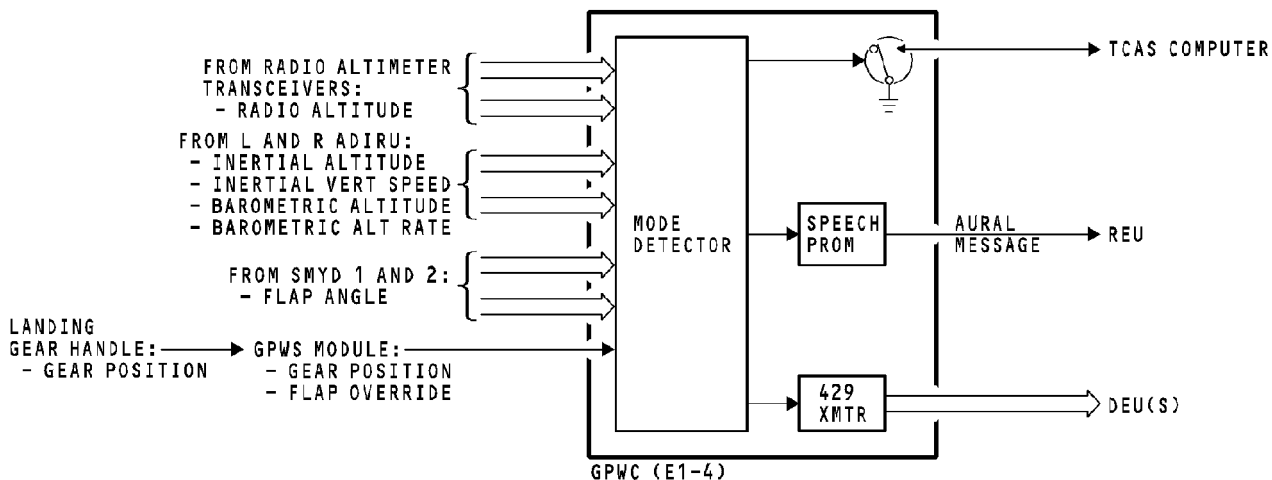 FROM RADIO ALTIMETER
TRANSCEIVERS:
- RADIO ALTITUDE
FROM L AND R ADIRU:
- INERTIAL ALTITUDE
- INERTIAL VERT SPEED
- BAROMETRIC ALTITUDE
- BAROMETRIC ALT RATE
FROM SMYD 1 AND 2:
- FLAP ANGLE
LANDING
GEAR HANDLE:
- GEAR POSITION
GPWS MODULE:
- GEAR POSITION
- FLAP OVERRIDE
MODE
DETECTOR
SPEECH
PROM
429
XMTR
TCAS COMPUTER
AURAL
MESSAGE
REU
DEU(S)
GPWC (E1-4)